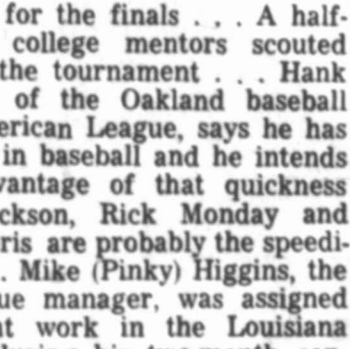 for the finals . . . A half-
college mentors scouted
the tournament . . . Hank
of the Oakland baseball
erican League, says he has
in baseball and he intends
vantage of that quickness
ckson, Rick Monday and
ris are probably the speedi-
. Mike (Pinky) Higgins, the
ue manager, was assigned
t work in the Louisiana